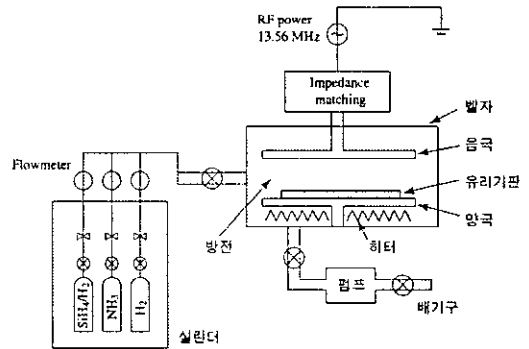 RF power
13.56 MHz
Impedance
matching
벨자
음극
Flowmeter
유리기판
양극
방전
히터
SiH4/H2
NH3
H2
펌프
배기구
실린더